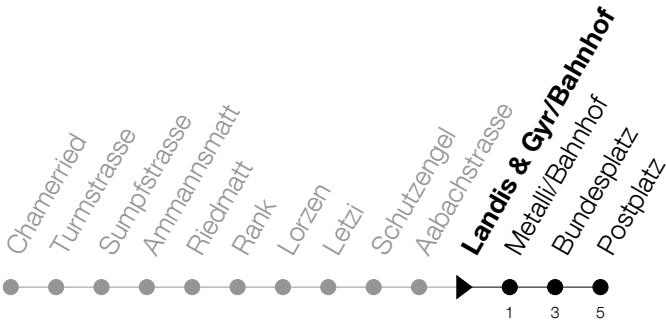 Chamerried
Turmstrasse
Sumpfstrasse
Ammannsmatt
Riedmatt
Rank
Lorzen
Letzi
Schutzengel
Aabachstrasse
Landis & Gyr/Bahnhof
Metalli/Bahnhof
Bundesplatz
Postplatz
1 3 5